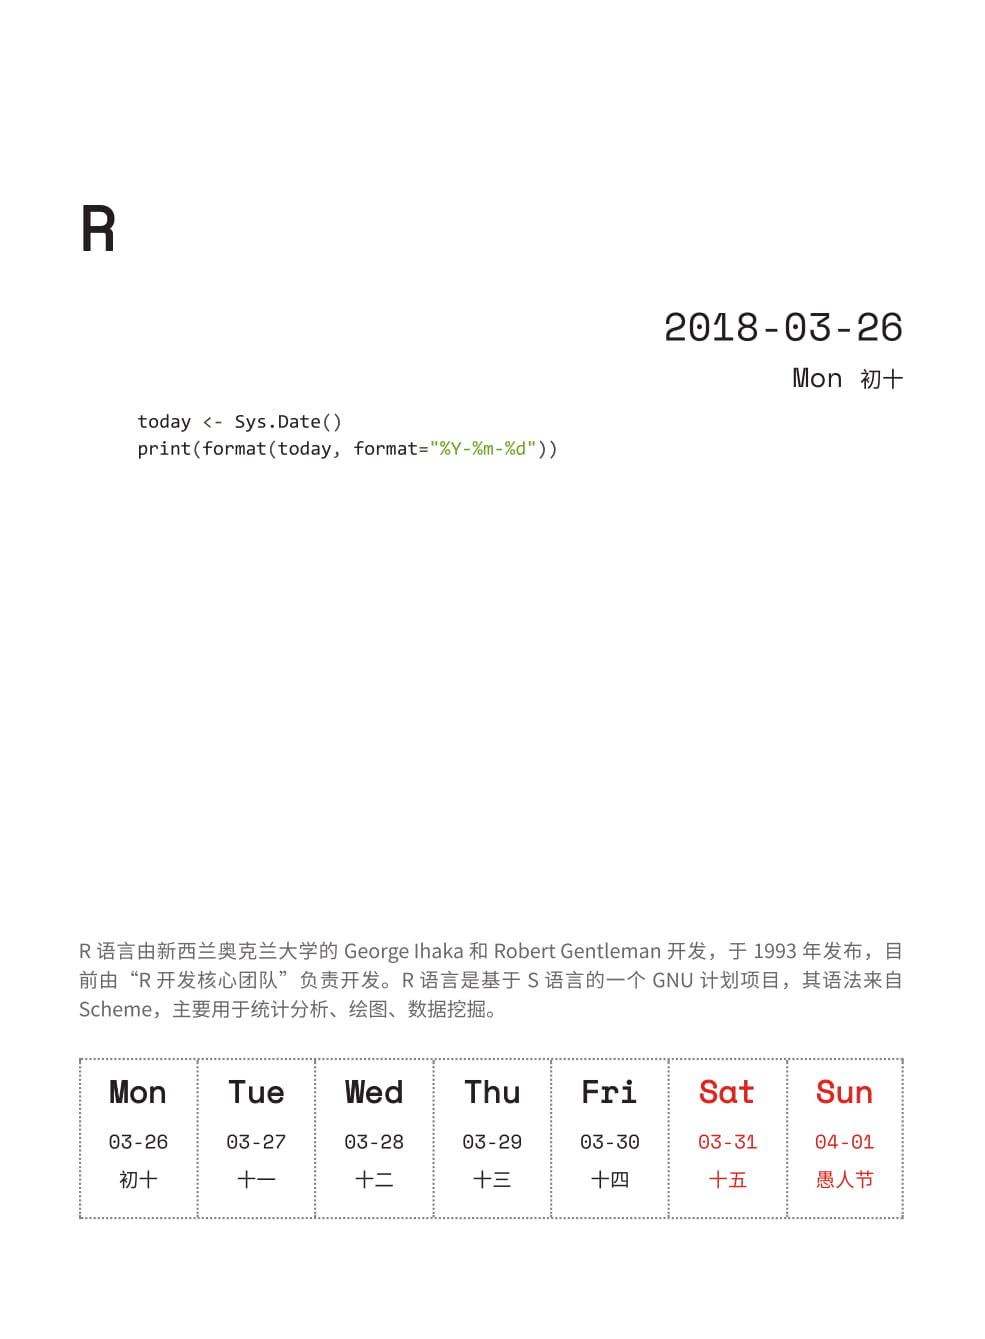 R
2018-03-26
Mon 初十
today <- Sys.Date()
print(format(today, format="%Y-%m-%d"))
R 语言由新西兰奥克兰大学的 George Ihaka 和 Robert Gentleman 开发，于 1993 年发布，目
前由“R 开发核心团队”负责开发。R 语言是基于 S 语言的一个 GNU 计划项目，其语法来自
Scheme，主要用于统计分析、绘图、数据挖掘。
Mon Tue Wed Thu Fri Sat Sun
03-26 03-27 03-28 03-29 03-30 03-31 04-01
初十 十一 十二 十三 十四 十五 愚人节